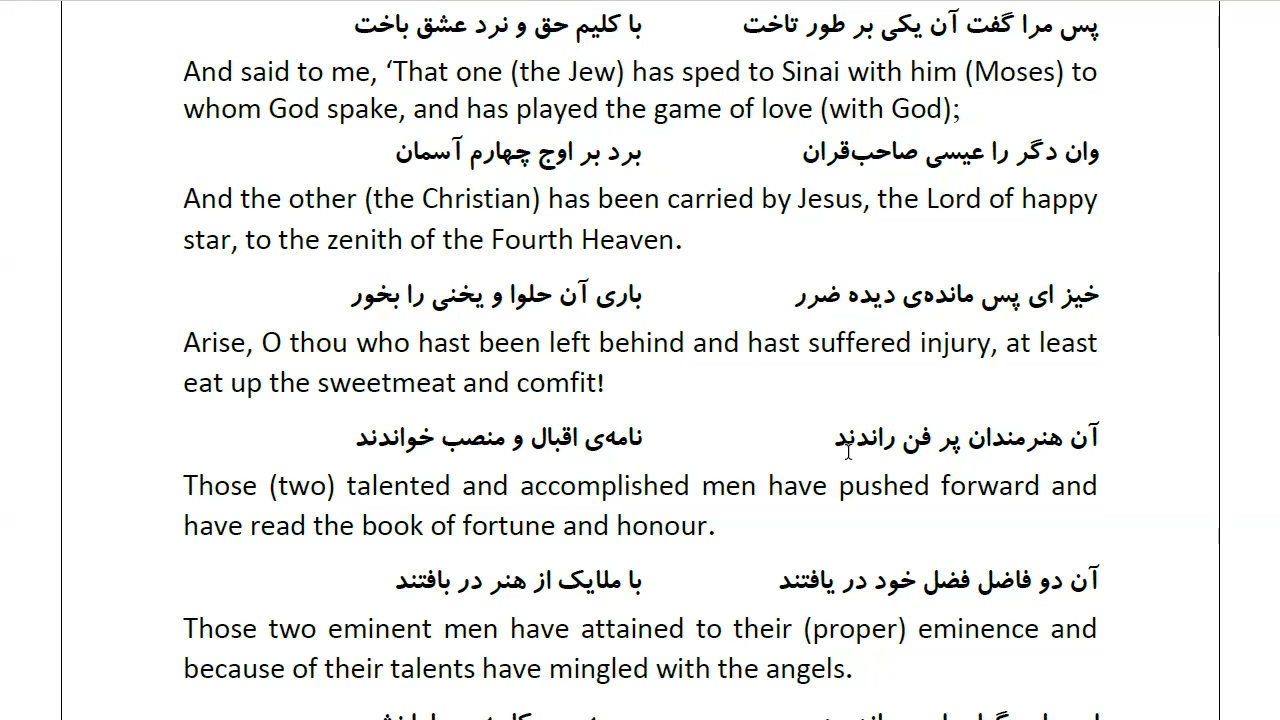 پس مرا گفت آن یکی بر طور تاخت با کلیم حق و نرد عشق باخت
And said to me, ‘That one (the Jew) has sped to Sinai with him (Moses) to
whom God spake, and has played the game of love (with God);
وان دگر را عیسی صاحب‌قران برد بر اوج چهارم آسمان
And the other (the Christian) has been carried by Jesus, the Lord of happy
star, to the zenith of the Fourth Heaven.
خیز ای پس مانده‌ی دیده ضرر باری آن حلوا و یخنی را بخور
Arise, O thou who hast been left behind and hast suffered injury, at least
eat up the sweetmeat and comfit!
آن هنرمندان پر فن راندند نامه‌ی اقبال و منصب خواندند
Those (two) talented and accomplished men have pushed forward and
have read the book of fortune and honour.
آن دو فاضل فضل خود در یافتند با ملایک از هنر در بافتند
Those two eminent men have attained to their (proper) eminence and
because of their talents have mingled with the angels.